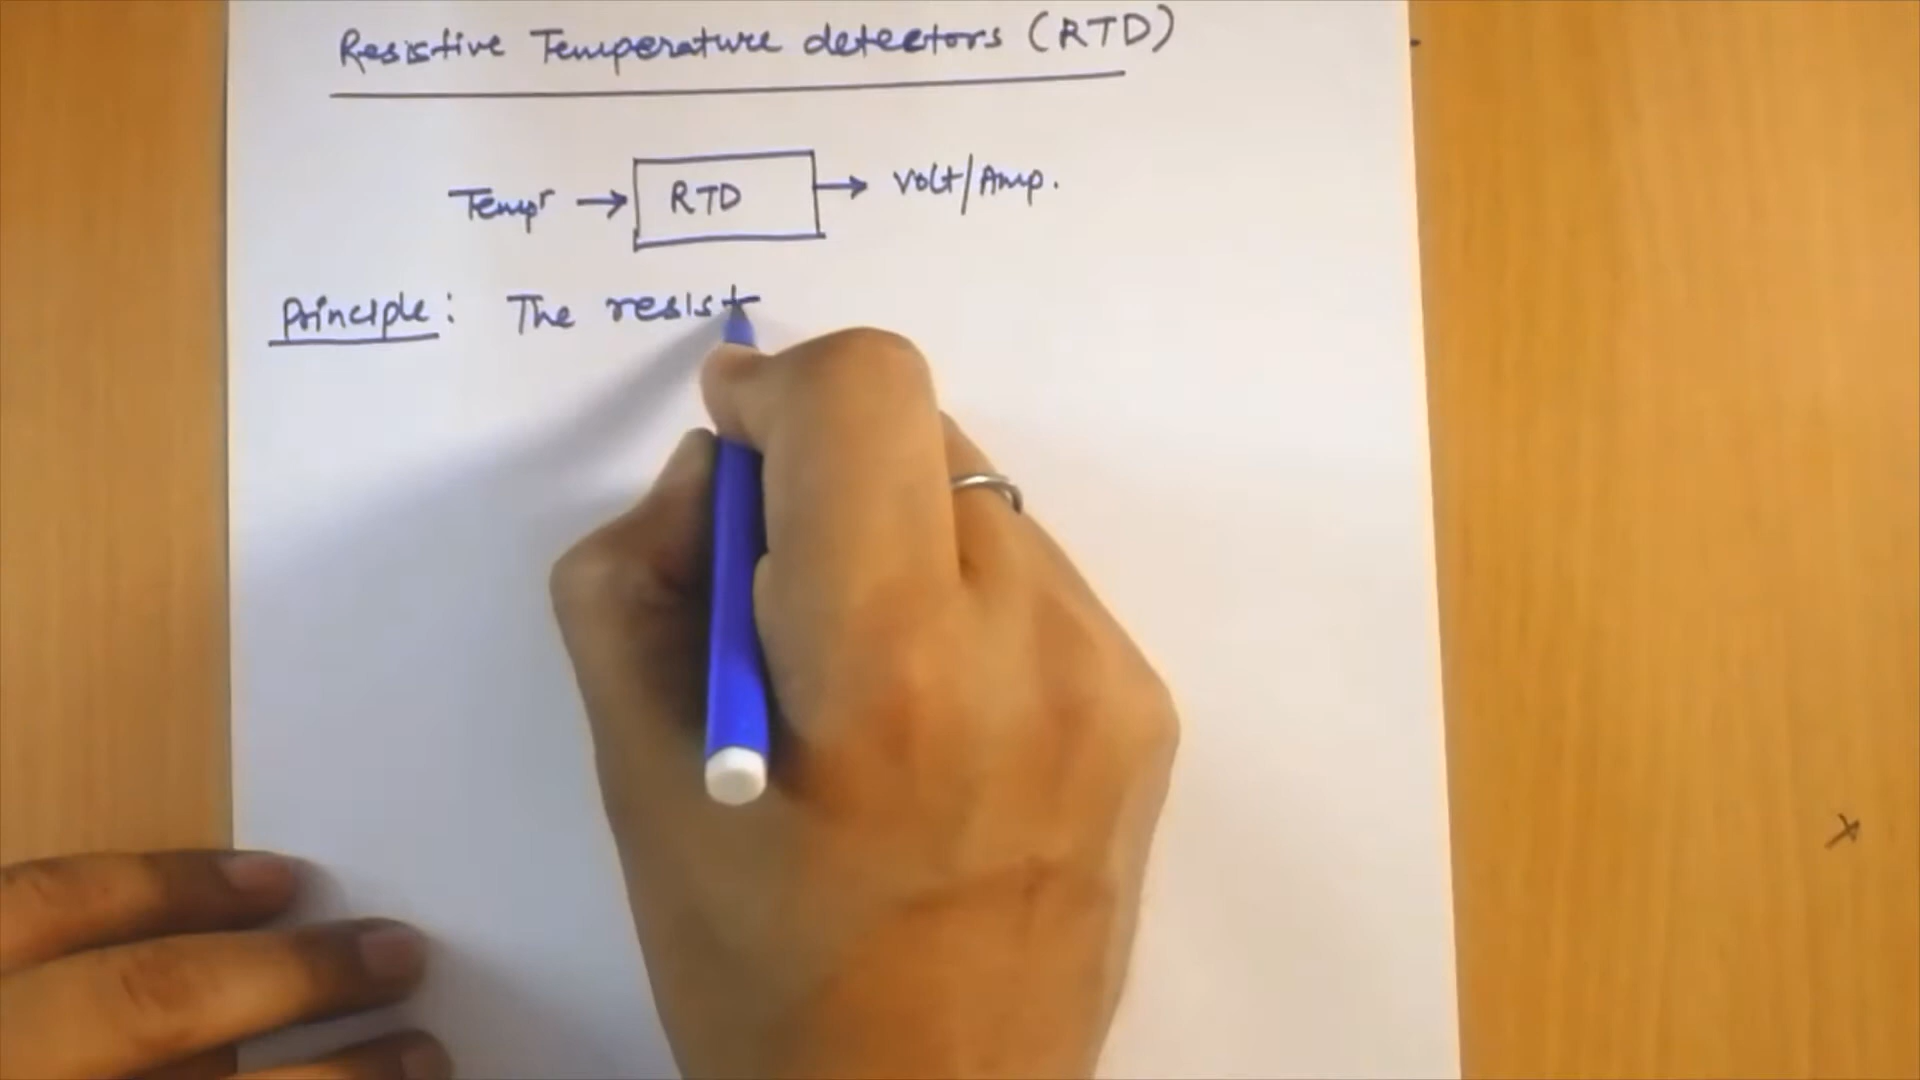 Resistive Temperature detectors (RTD)
Tempr → RTD → Volt/Amp.
Principle: The resist